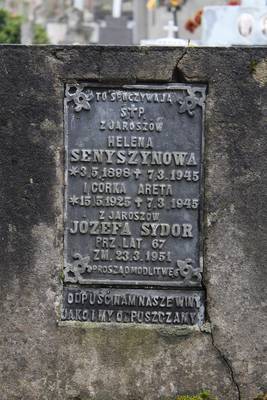 TU SPOCZYWAJĄ
Ś.†P.
Z JAROSZÓW
HELENA
SENYSZYNOWA
*3.5.1898 †7.3.1945
I CÓRKA ARETA
*15.5.1925 †7.3.1945
Z JAROSZÓW
JÓZEFA SYDOR
PRZ. LAT 67
ZM. 23.3.1951
PROSZĄ O MODLITWĘ
ODPUŚĆ NAM NASZE WINY
JAKO I MY ODPUSZCZAMY